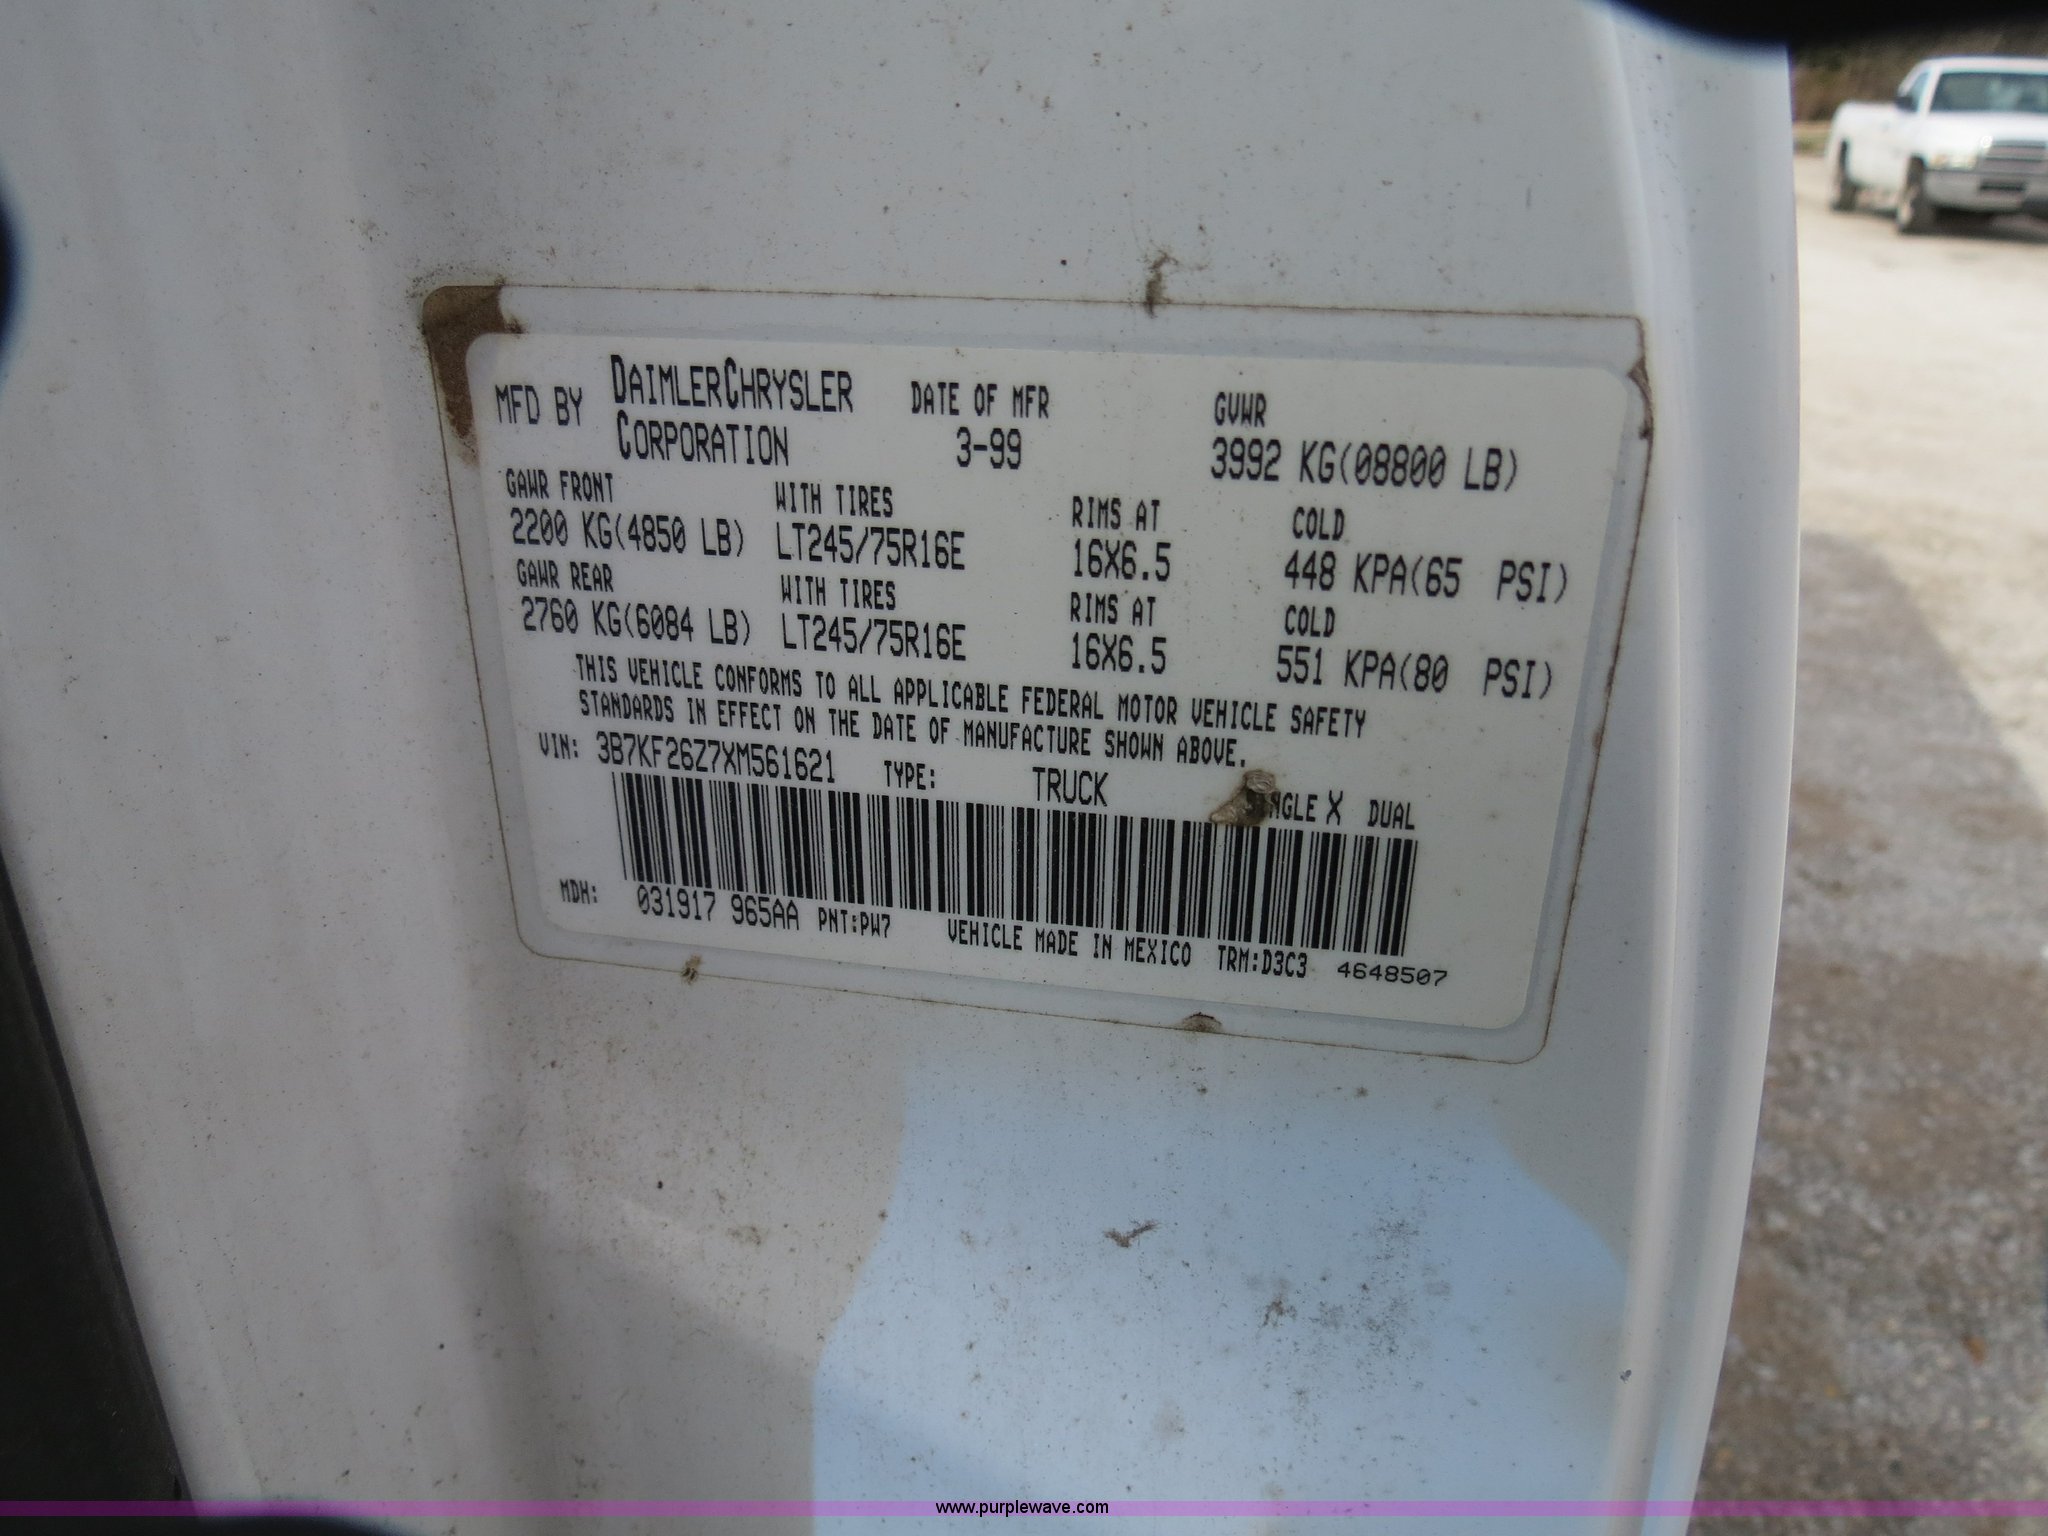 MFD BY DAIMLERCHRYSLER CORPORATION DATE OF MFR 3-99 GVWR 3992 KG(08800 LB)
GAWR FRONT WITH TIRES RIMS AT COLD
2200 KG(4850 LB) LT245/75R16E 16X6.5 448 KPA(65 PSI)
GAWR REAR WITH TIRES RIMS AT COLD
2760 KG(6084 LB) LT245/75R16E 16X6.5 551 KPA(80 PSI)
THIS VEHICLE CONFORMS TO ALL APPLICABLE FEDERAL MOTOR VEHICLE SAFETY
STANDARDS IN EFFECT ON THE DATE OF MANUFACTURE SHOWN ABOVE.
VIN: 3B7KF26Z7XM561621 TYPE: TRUCK X DUAL
MDH: 031917 965AA PNT:PW7 VEHICLE MADE IN MEXICO TRM:D3C3 4648507
www.purplewave.com